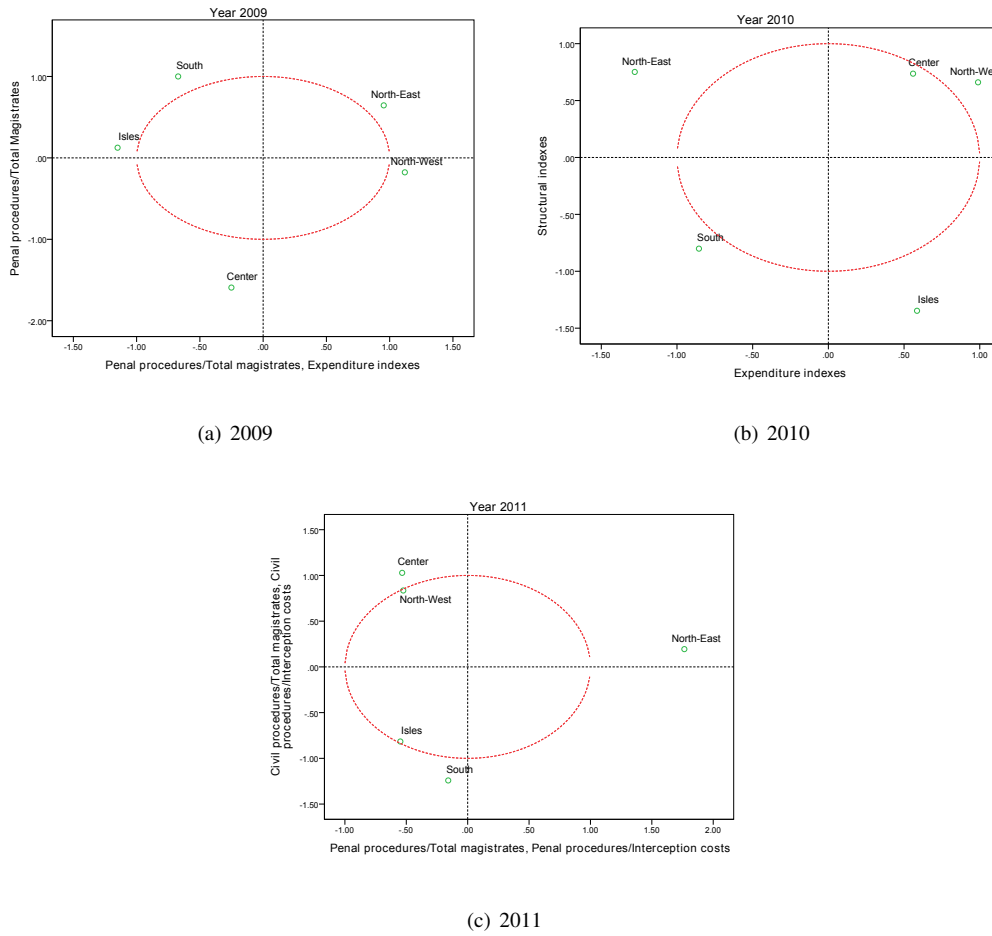 Year 2009
Penal procedures/Total Magistrates
1.00
.00
-1.00
-2.00
South
North-East
Isles
North-West
Center
-1.50
-1.00
.00
1.00
1.50
Penal procedures/Total magistrates, Expenditure indexes
(a) 2009
Year 2010
Structural indexes
1.00
.50
.00
-.50
-1.00
-1.50
North-East
Center
North-We
South
Isles
-1.50
-1.00
.00
.50
1.00
Expenditure indexes
(b) 2010
Year 2011
Civil procedures/Total magistrates, Civil
procedures/Interception costs
1.50
1.00
.50
.00
-.50
-1.00
-1.50
Center
North-West
North-East
Isles
South
-1.00
-.50
.00
.50
1.00
2.00
Penal procedures/Total magistrates, Penal procedures/Interception costs
(c) 2011